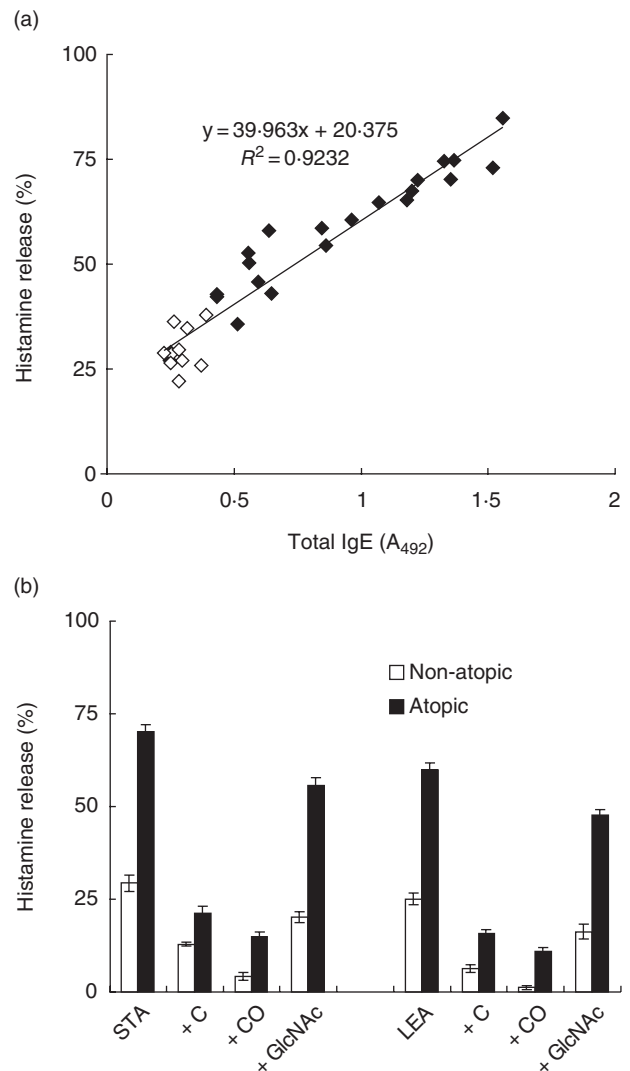 (a)
100
75
50
25
0
Histamine release (%)
y = 39·963x + 20·375
R² = 0·9232
0 0·5 1 1·5 2
Total IgE (A₄₉₂)
(b)
100
75
50
25
0
Histamine release (%)
Non-atopic
Atopic
STA + C + CO + GlcNAc LEA + C + CO + GlcNAc